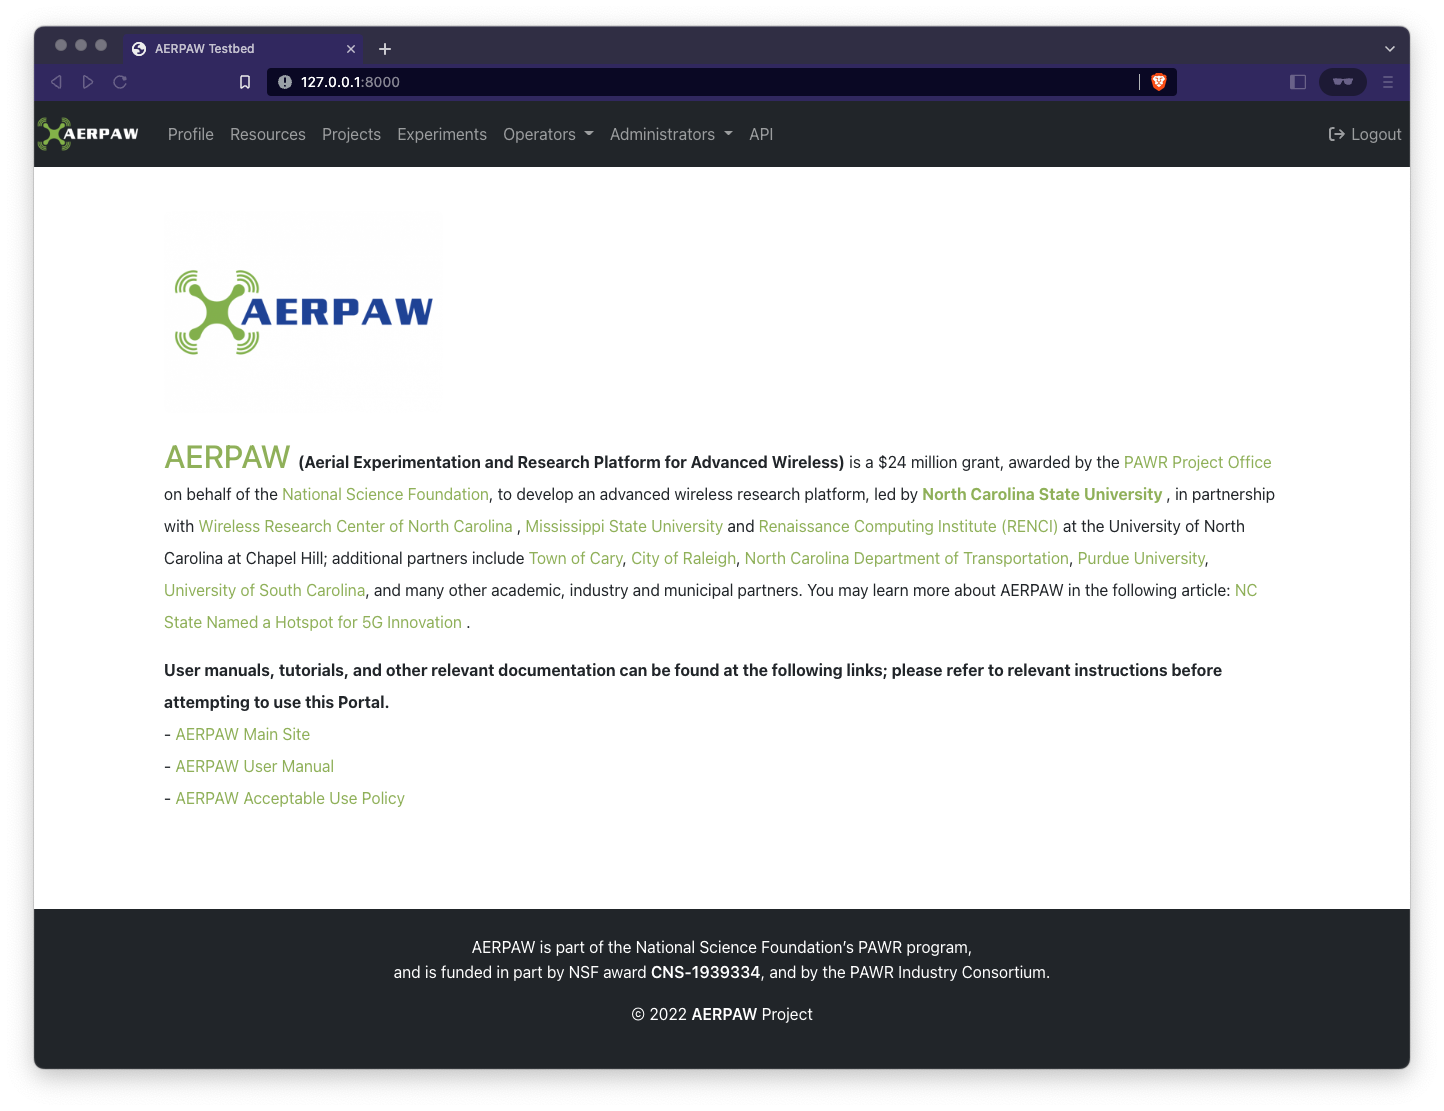 AERPAW Testbed
127.0.0.1:8000
AERPAW
Profile Resources Projects Experiments Operators Administrators API
Logout
AERPAW
AERPAW (Aerial Experimentation and Research Platform for Advanced Wireless) is a $24 million grant, awarded by the PAWR Project Office
on behalf of the National Science Foundation, to develop an advanced wireless research platform, led by North Carolina State University , in partnership
with Wireless Research Center of North Carolina , Mississippi State University and Renaissance Computing Institute (RENCI) at the University of North
Carolina at Chapel Hill; additional partners include Town of Cary, City of Raleigh, North Carolina Department of Transportation, Purdue University,
University of South Carolina, and many other academic, industry and municipal partners. You may learn more about AERPAW in the following article: NC
State Named a Hotspot for 5G Innovation .
User manuals, tutorials, and other relevant documentation can be found at the following links; please refer to relevant instructions before
attempting to use this Portal.
- AERPAW Main Site
- AERPAW User Manual
- AERPAW Acceptable Use Policy
AERPAW is part of the National Science Foundation’s PAWR program,
and is funded in part by NSF award CNS-1939334, and by the PAWR Industry Consortium.
© 2022 AERPAW Project